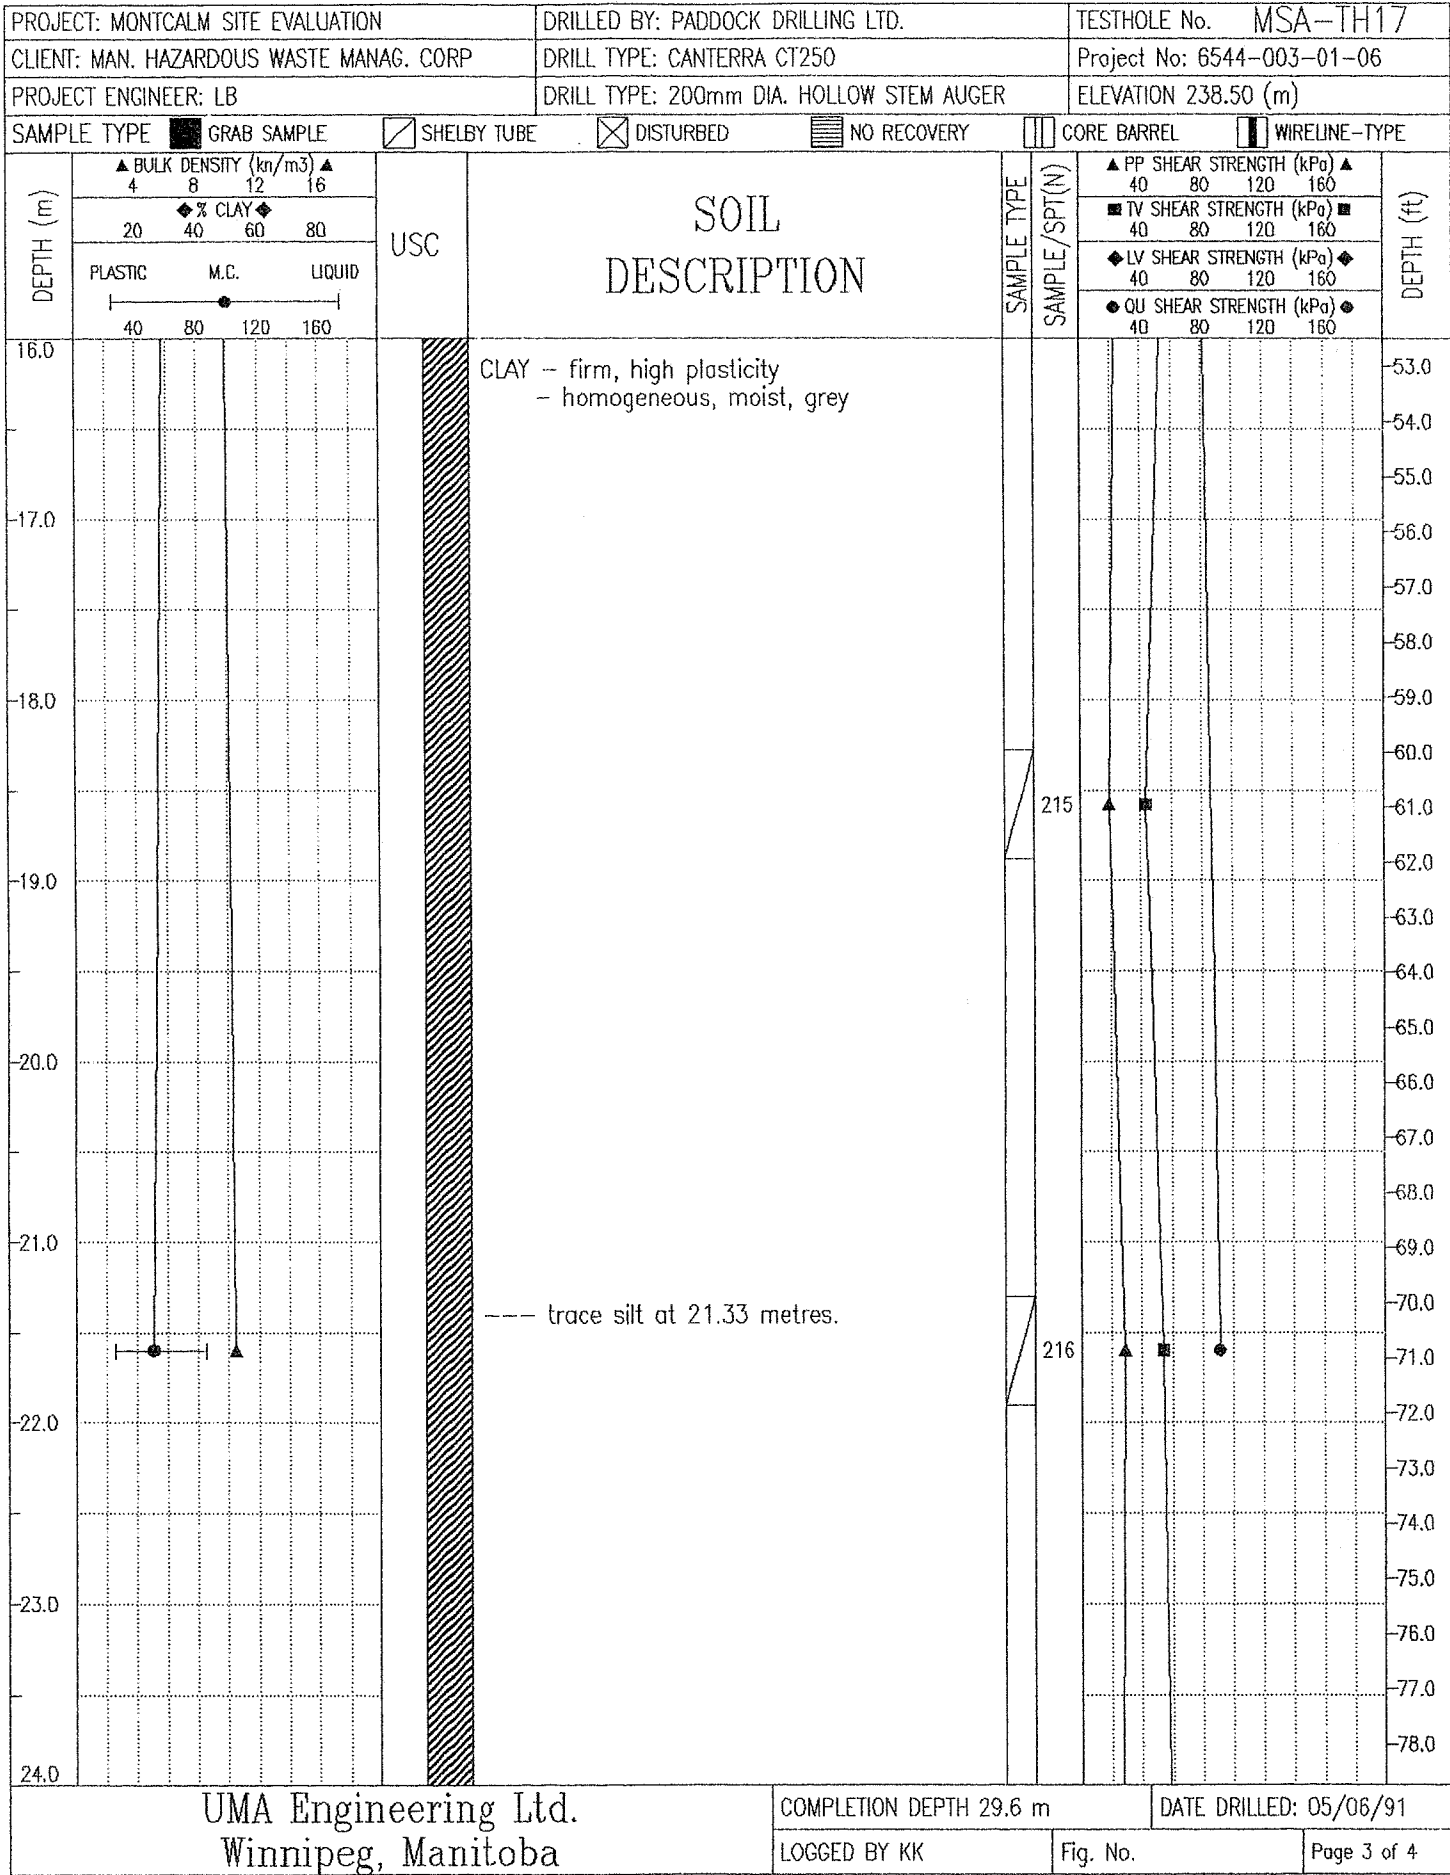 PROJECT: MONTCALM SITE EVALUATION
DRILLED BY: PADDOCK DRILLING LTD.
TESTHOLE No. MSA-TH17
CLIENT: MAN. HAZARDOUS WASTE MANAG. CORP
DRILL TYPE: CANTERRA CT250
Project No: 6544-003-01-06
PROJECT ENGINEER: LB
DRILL TYPE: 200mm DIA. HOLLOW STEM AUGER
ELEVATION 238.50 (m)
SAMPLE TYPE GRAB SAMPLE SHELBY TUBE DISTURBED NO RECOVERY CORE BARREL WIRELINE-TYPE
DEPTH (m)
▲ BULK DENSITY (kn/m3) ▲
4 8 12 16
◆ % CLAY ◆
20 40 60 80
PLASTIC M.C. LIQUID
40 80 120 160
USC
SOIL
DESCRIPTION
SAMPLE TYPE
SAMPLE/SPT(N)
▲ PP SHEAR STRENGTH (kPa) ▲
40 80 120 160
■ TV SHEAR STRENGTH (kPa) ■
40 80 120 160
◆ LV SHEAR STRENGTH (kPa) ◆
40 80 120 160
● QU SHEAR STRENGTH (kPa) ●
40 80 120 160
DEPTH (ft)
16.0
17.0
18.0
19.0
20.0
21.0
22.0
23.0
24.0
CLAY - firm, high plasticity
- homogeneous, moist, grey
--- trace silt at 21.33 metres.
215
216
53.0
54.0
55.0
56.0
57.0
58.0
59.0
60.0
61.0
62.0
63.0
64.0
65.0
66.0
67.0
68.0
69.0
70.0
71.0
72.0
73.0
74.0
75.0
76.0
77.0
78.0
UMA Engineering Ltd.
Winnipeg, Manitoba
COMPLETION DEPTH 29.6 m
DATE DRILLED: 05/06/91
LOGGED BY KK
Fig. No.
Page 3 of 4